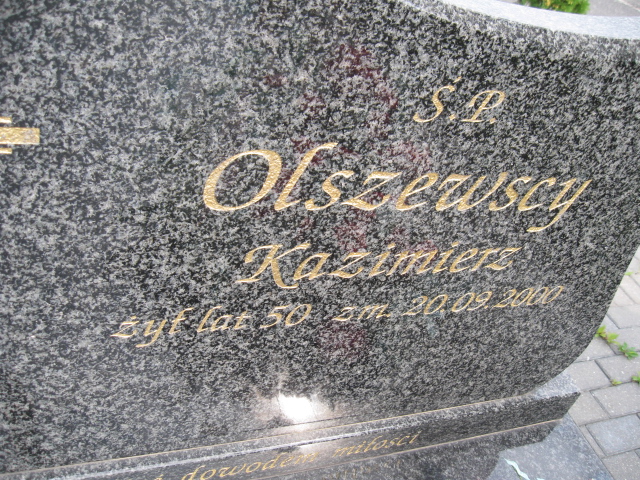 Ś.P.
Olszewscy
Kazimierz
żył lat 50 zm. 20.09.2000
dowodem miłości